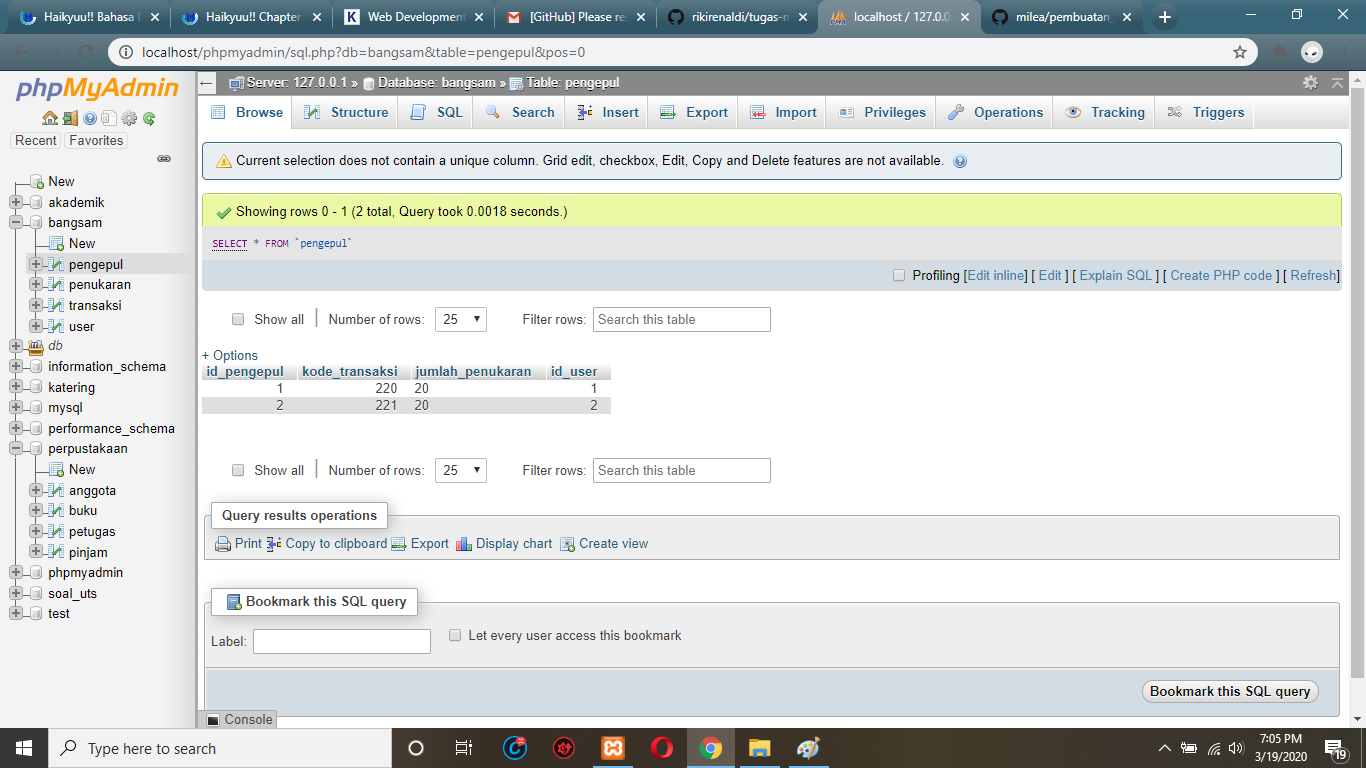 Haikyuu!! Bahasa I
Haikyuu!! Chapter
Web Development
[GitHub] Please re
rikirenaldi/tugas-m
localhost / 127.0.0
milea/pembuatan_
localhost/phpmyadmin/sql.php?db=bangsam&table=pengepul&pos=0
phpMyAdmin
Recent Favorites
New
akademik
bangsam
New
pengepul
penukaran
transaksi
user
db
information_schema
katering
mysql
performance_schema
perpustakaan
New
anggota
buku
petugas
pinjam
phpmyadmin
soal_uts
test
Server: 127.0.0.1 » Database: bangsam » Table: pengepul
Browse Structure SQL Search Insert Export Import Privileges Operations Tracking Triggers
Current selection does not contain a unique column. Grid edit, checkbox, Edit, Copy and Delete features are not available.
Showing rows 0 - 1 (2 total, Query took 0.0018 seconds.)
SELECT * FROM `pengepul`
Profiling [Edit inline] [ Edit ] [ Explain SQL ] [ Create PHP code ] [ Refresh]
Show all Number of rows: 25 Filter rows: Search this table
+ Options
id_pengepul kode_transaksi jumlah_penukaran id_user
1 220 20 1
2 221 20 2
Show all Number of rows: 25 Filter rows: Search this table
Query results operations
Print Copy to clipboard Export Display chart Create view
Bookmark this SQL query
Label: Let every user access this bookmark
Bookmark this SQL query
Console
Type here to search
7:05 PM
3/19/2020
19